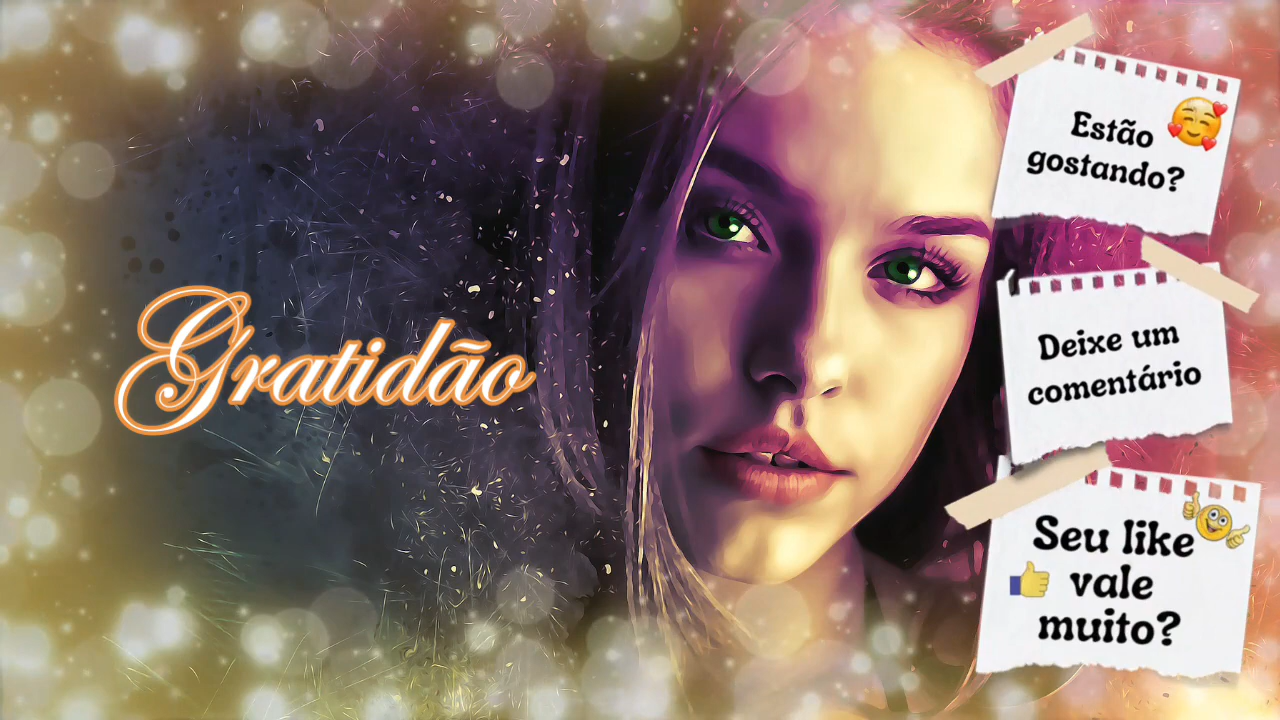 Gratidão
Estão
gostando?
Deixe um
comentário
Seu like
vale
muito?